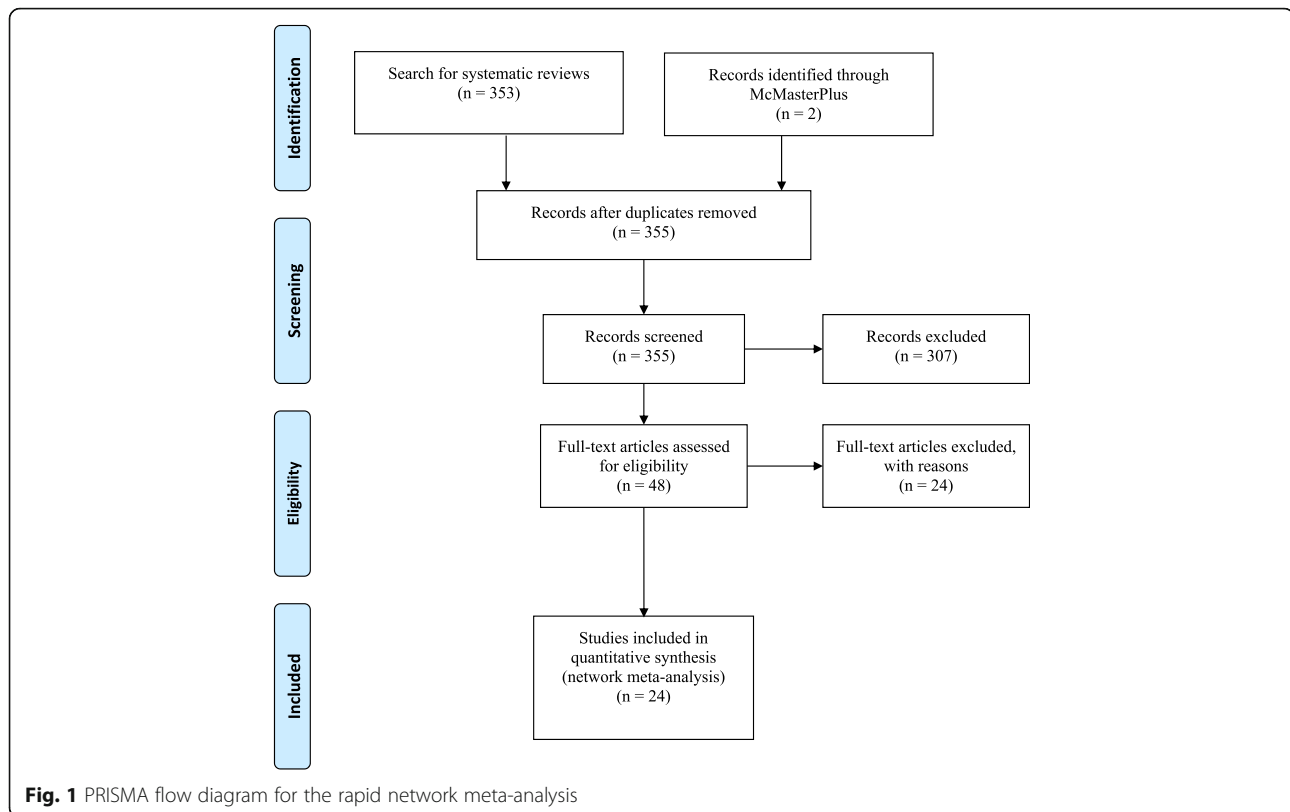 Identification
Search for systematic reviews
(n = 353)
Records identified through
McMasterPlus
(n = 2)
Records after duplicates removed
(n = 355)
Screening
Records screened
(n = 355)
Records excluded
(n = 307)
Eligibility
Full-text articles assessed
for eligibility
(n = 48)
Full-text articles excluded,
with reasons
(n = 24)
Included
Studies included in
quantitative synthesis
(network meta-analysis)
(n = 24)
Fig. 1 PRISMA flow diagram for the rapid network meta-analysis